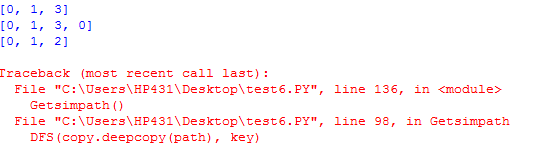 [0, 1, 3]
[0, 1, 3, 0]
[0, 1, 2]
Traceback (most recent call last):
  File "C:\Users\HP431\Desktop\test6.PY", line 136, in <module>
    Getsimpath()
  File "C:\Users\HP431\Desktop\test6.PY", line 98, in Getsimpath
    DFS(copy.deepcopy(path), key)